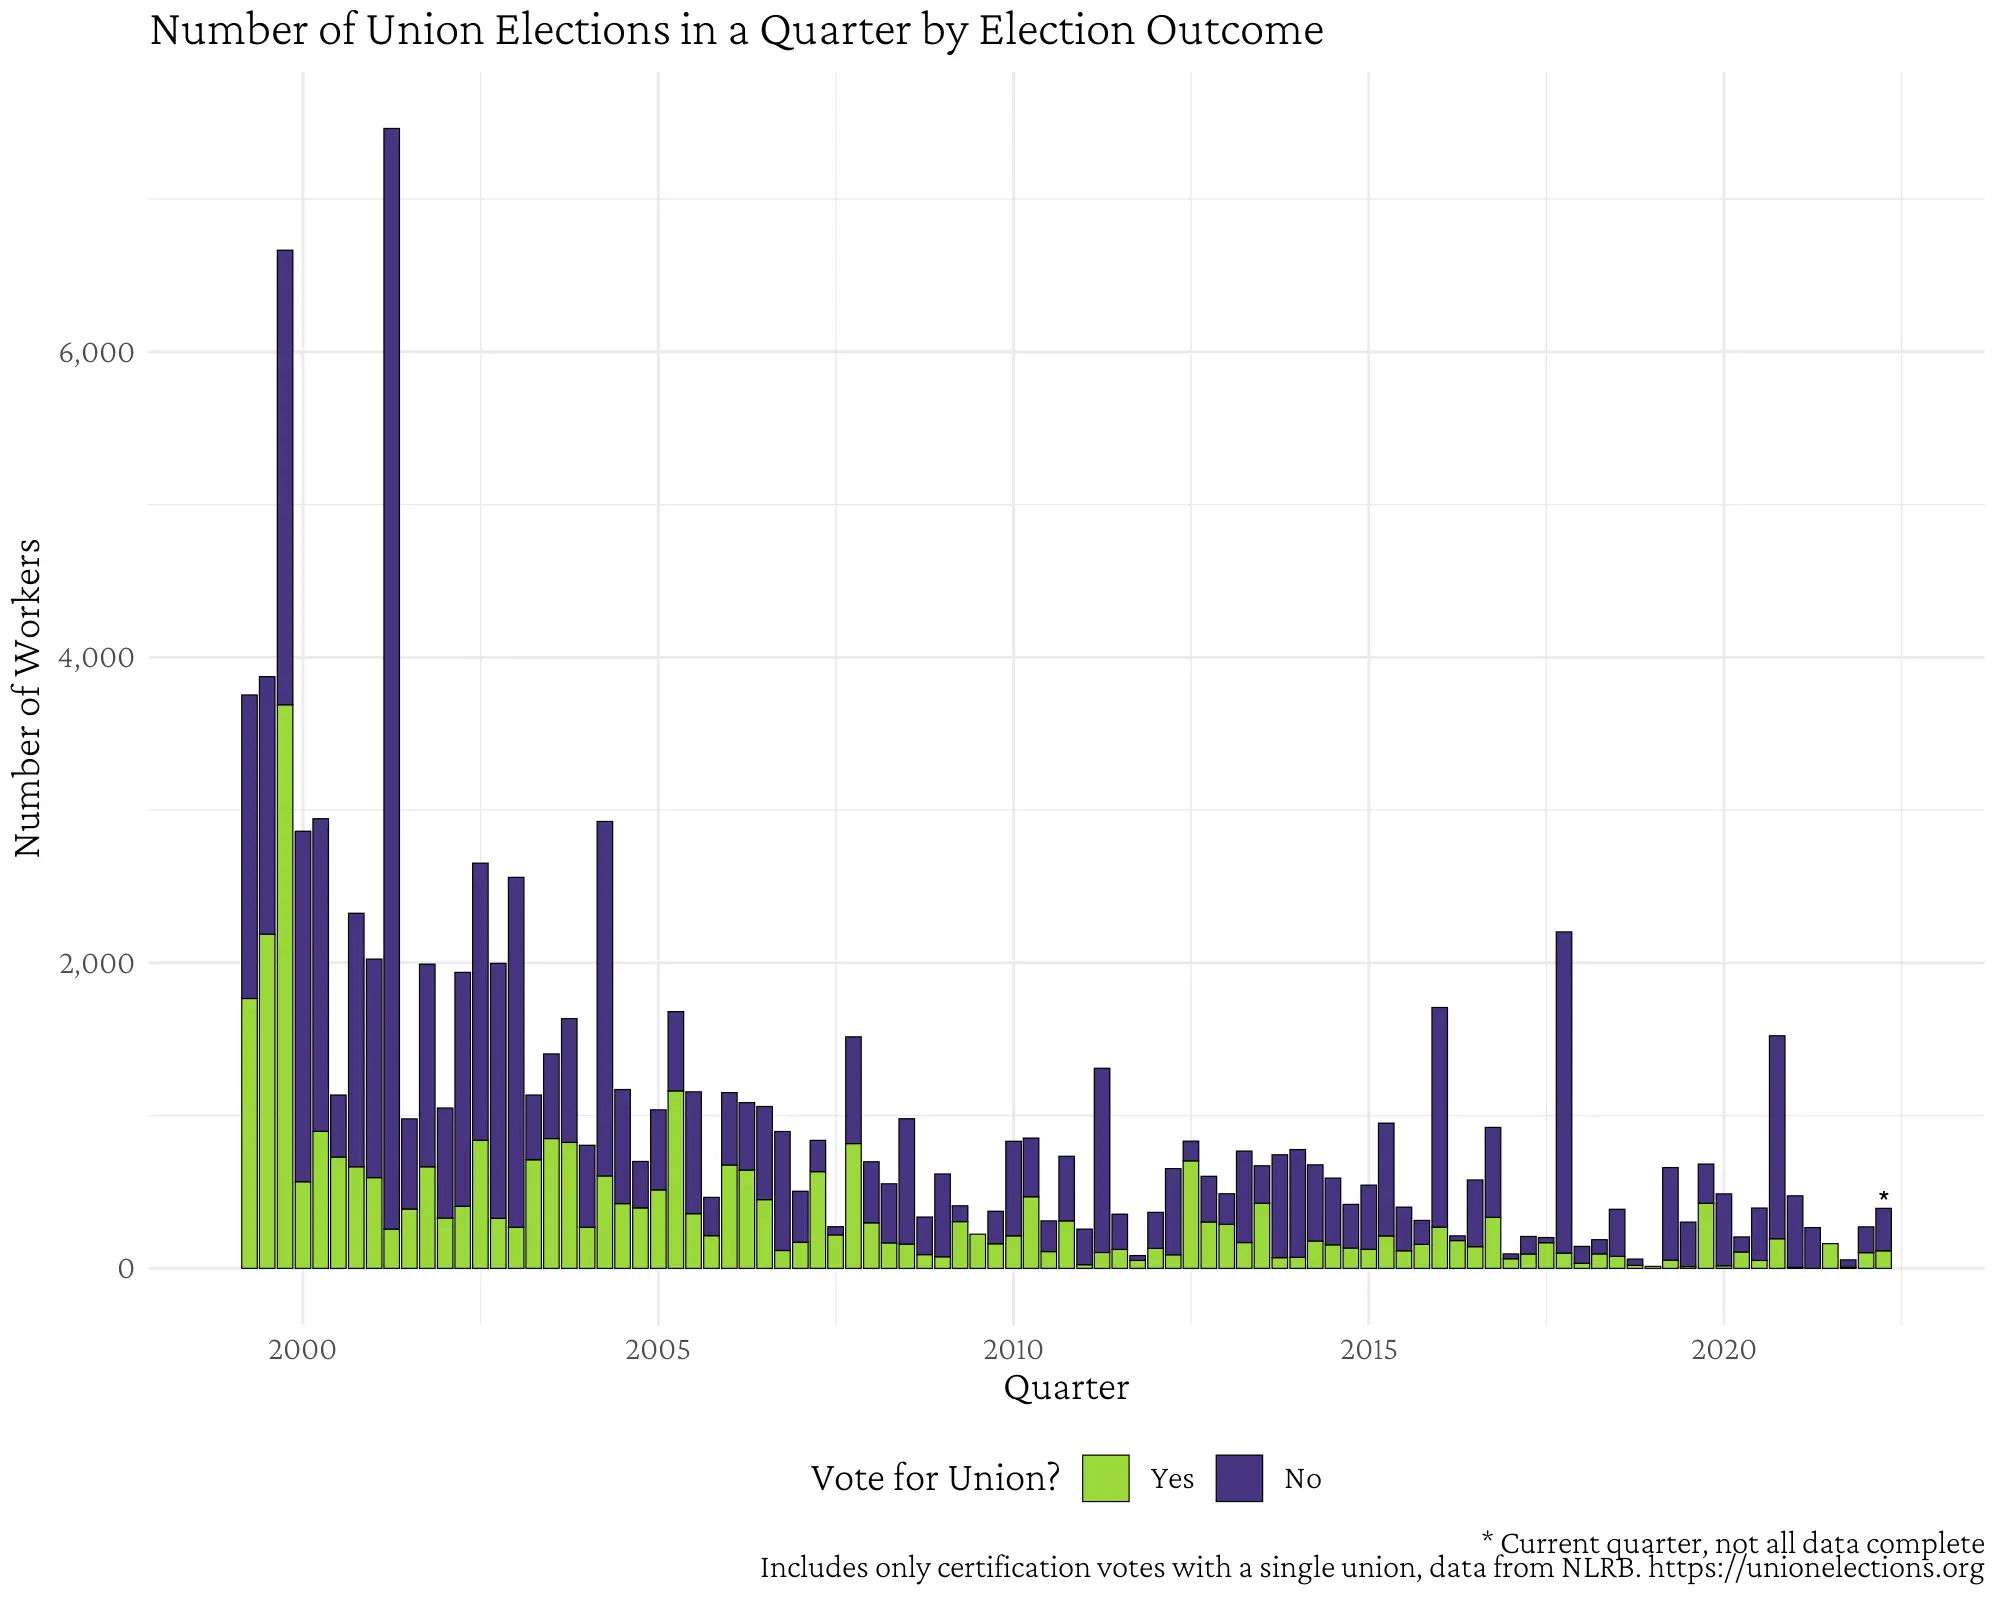 Number of Union Elections in a Quarter by Election Outcome
Number of Workers
6,000
4,000
2,000
0
*
2000 2005 2010 2015 2020
Quarter
Vote for Union? Yes No
* Current quarter, not all data complete
Includes only certification votes with a single union, data from NLRB. https://unionelections.org